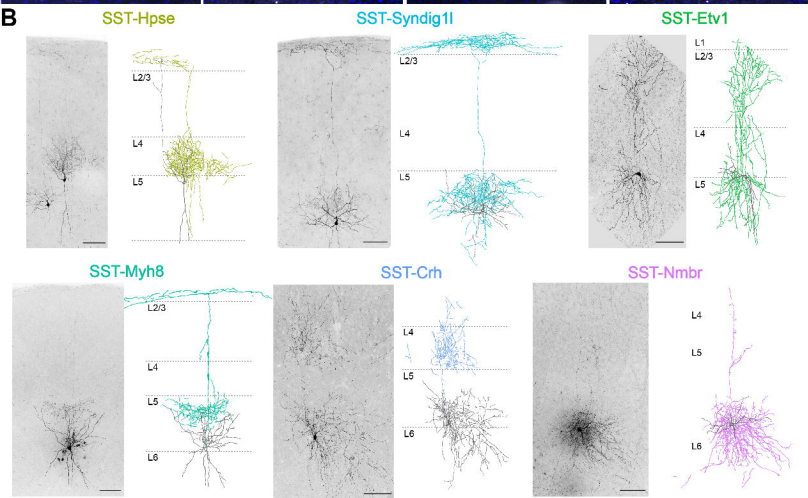 B
SST-Hpse
SST-Syndig1l
SST-Etv1
L2/3
L4
L5
L2/3
L4
L5
L1
L2/3
L4
L5
SST-Myh8
SST-Crh
SST-Nmbr
L2/3
L4
L5
L6
L4
L5
L6
L4
L5
L6